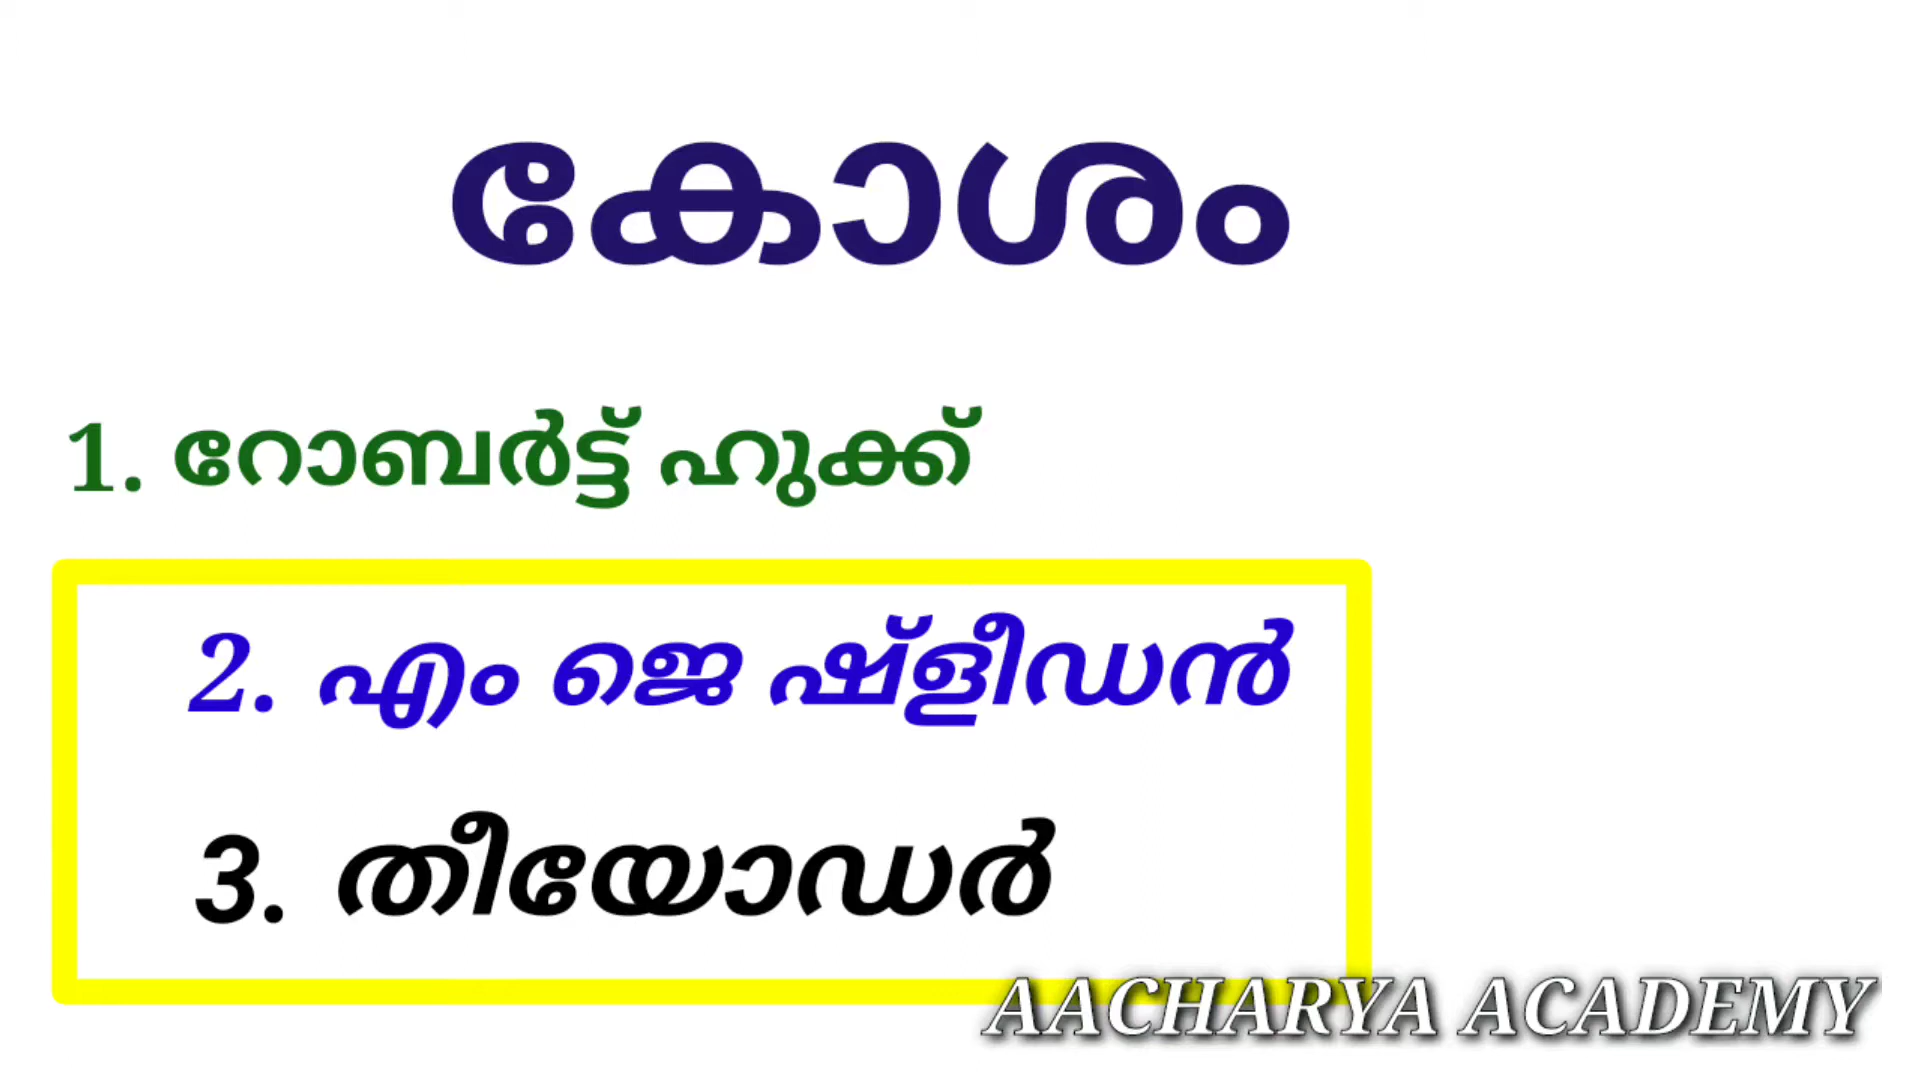 കോശം
1. റോബർട്ട് ഹുക്ക്
2. എം ജെ ഷ്ളീഡൻ
3. തീയോഡർ
AACHARYA ACADEMY